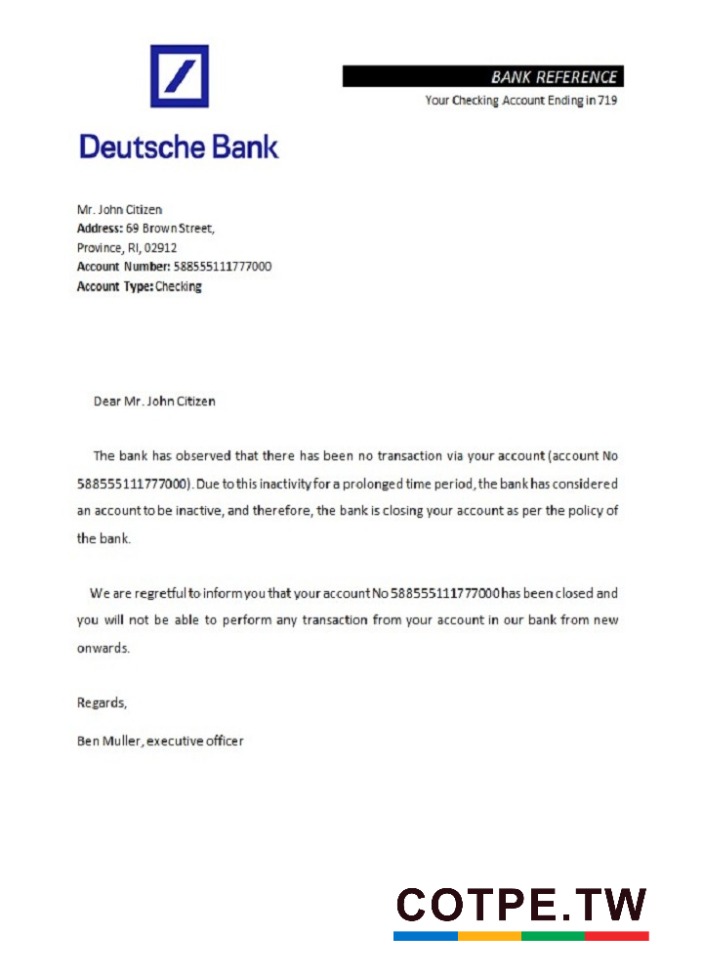 BANK REFERENCE
Your Checking Account Ending in 719
Deutsche Bank
Mr. John Citizen
Address: 69 Brown Street,
Province, RI, 02912
Account Number: 588555111777000
Account Type: Checking
Dear Mr. John Citizen
The bank has observed that there has been no transaction via your account (account No
588555111777000). Due to this inactivity for a prolonged time period, the bank has considered
an account to be inactive, and therefore, the bank is closing your account as per the policy of
the bank.
We are regretful to inform you that your account No 588555111777000 has been closed and
you will not be able to perform any transaction from your account in our bank from new
onwards.
Regards,
Ben Muller, executive officer
COTPE.TW